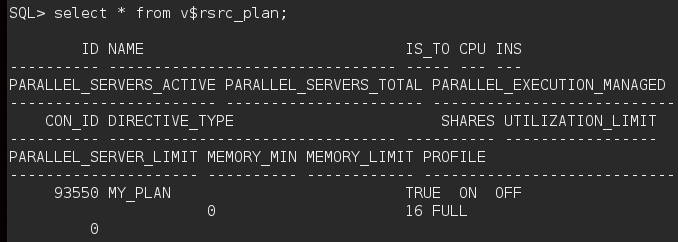 SQL> select * from v$rsrc_plan;
ID NAME IS_TO CPU INS
---------- -------------------------------- ----- --- ---
PARALLEL_SERVERS_ACTIVE PARALLEL_SERVERS_TOTAL PARALLEL_EXECUTION_MANAGED
----------------------- ---------------------- --------------------------------
CON_ID DIRECTIVE_TYPE SHARES UTILIZATION_LIMIT
---------- -------------------------------- ---------- -----------------
PARALLEL_SERVER_LIMIT MEMORY_MIN MEMORY_LIMIT PROFILE
--------------------- ---------- ------------ ------------------------------
93550 MY_PLAN TRUE ON OFF
0 16 FULL
0